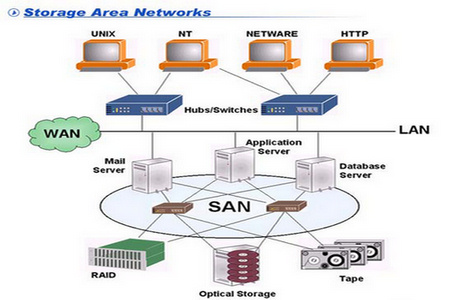 Storage Area Networks
UNIX
NT
NETWARE
HTTP
Hubs/Switches
WAN
LAN
Mail
Server
Application
Server
Database
Server
SAN
RAID
Optical Storage
Tape